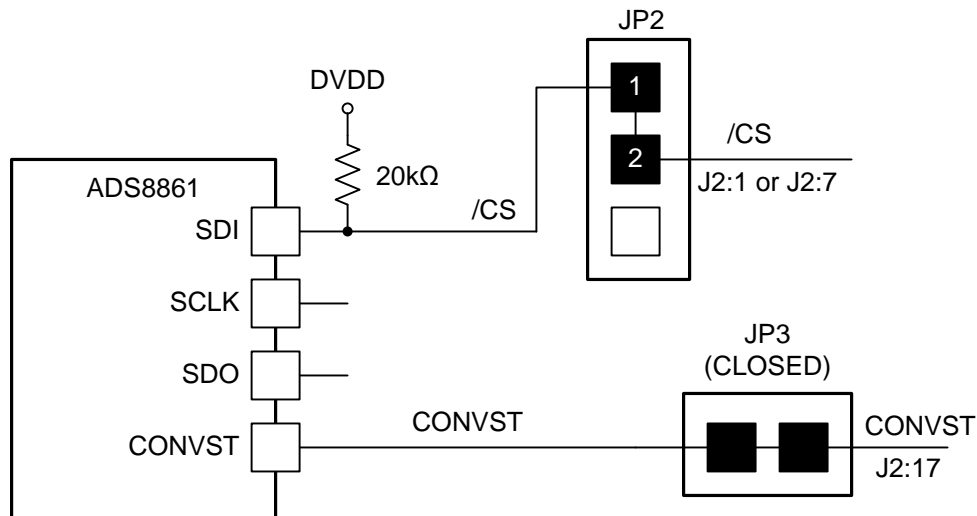 JP2
DVDD
1
20kΩ
2
/CS
J2:1 or J2:7
ADS8861
SDI
/CS
SCLK
SDO
JP3
(CLOSED)
CONVST
CONVST
CONVST
J2:17